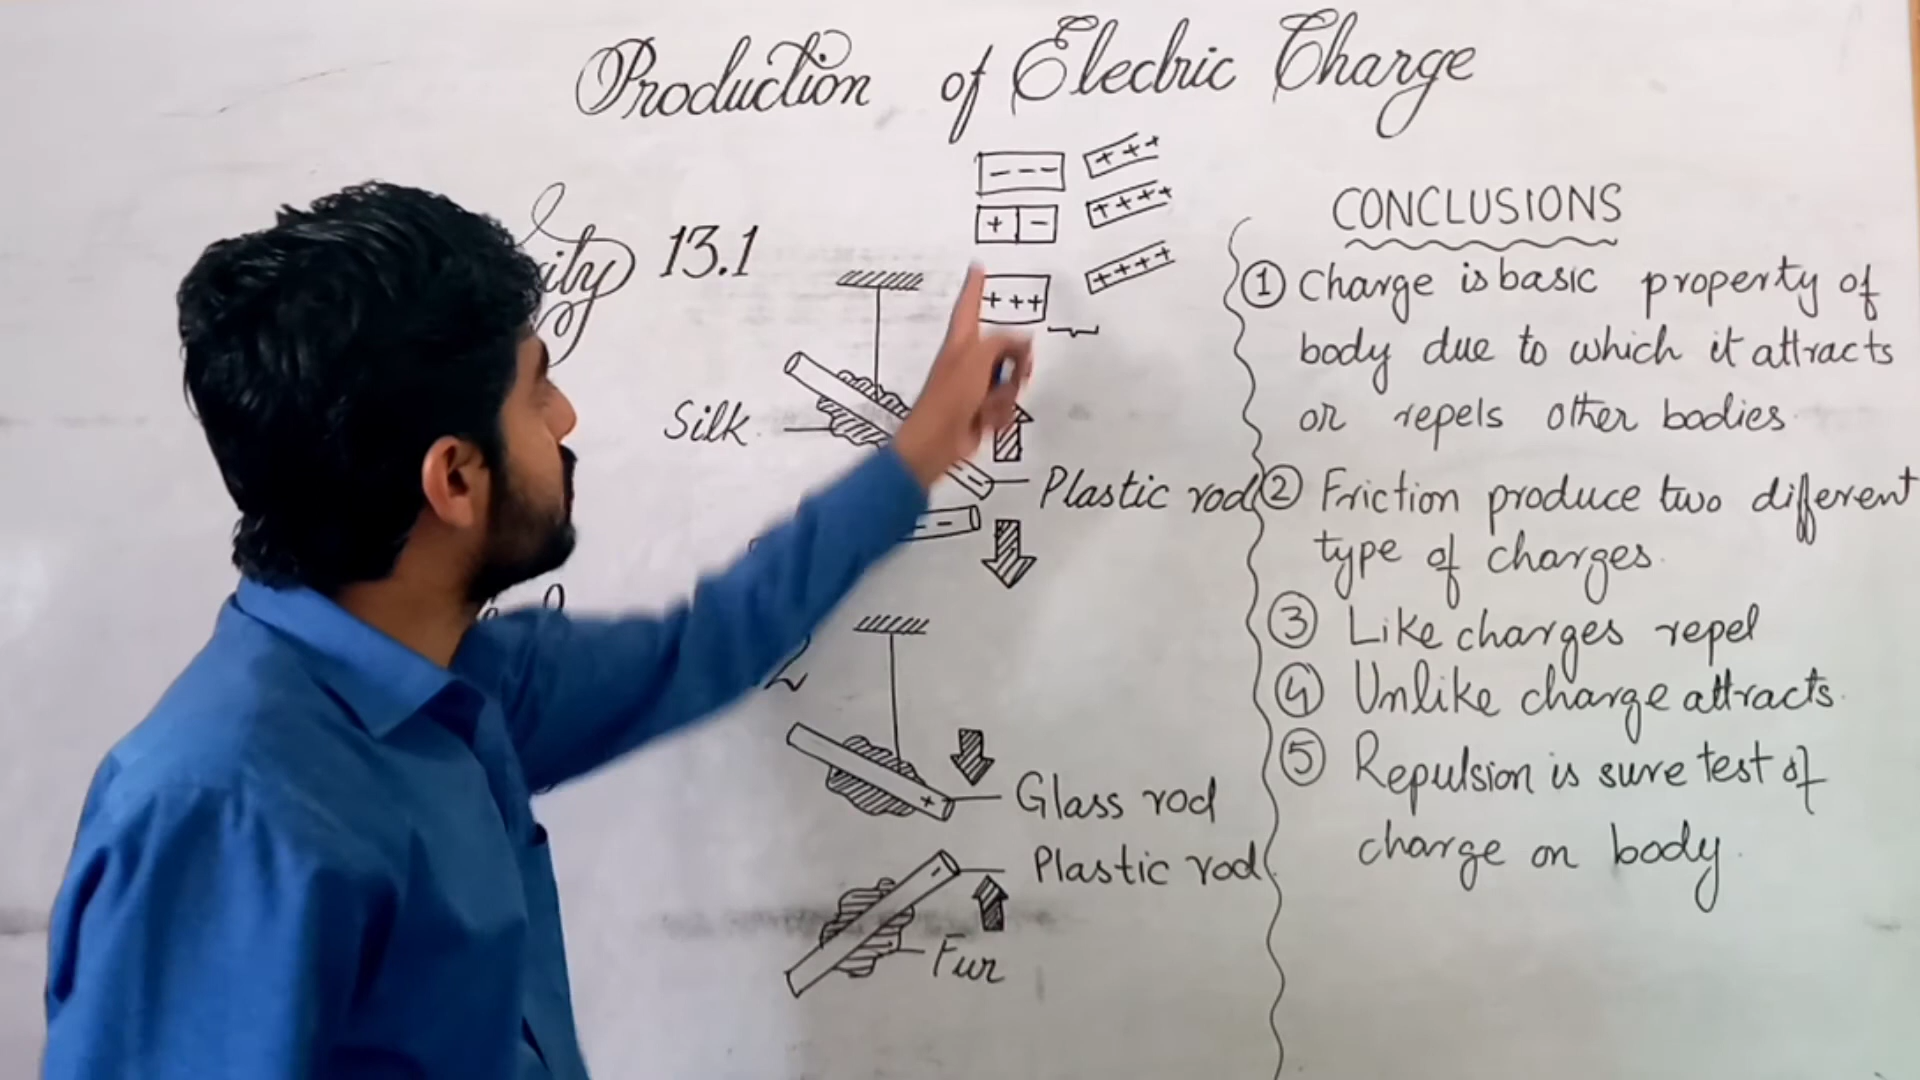 Production of Electric Charge
- - -
+ + +
+ -
+ + + +
+ + +
+ + + +
13.1
Silk
Plastic rod
- -
+
Glass rod
-
Plastic rod
Fur
CONCLUSIONS
① Charge is basic property of
body due to which it attracts
or repels other bodies.
② Friction produce two different
type of charges.
③ Like charges repel
④ Unlike charge attracts.
⑤ Repulsion is sure test of
charge on body.